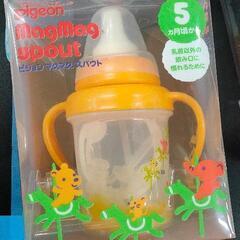 pigeon
MagMag
spout
ピジョン マグマグ スパウト
5
ヵ月頃から
乳首以外の
飲み口に
慣れるために